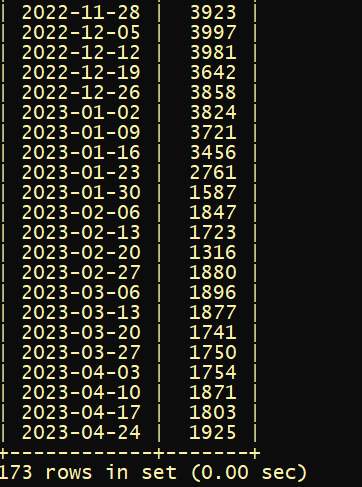 | 2022-11-28 | 3923 |
| 2022-12-05 | 3997 |
| 2022-12-12 | 3981 |
| 2022-12-19 | 3642 |
| 2022-12-26 | 3858 |
| 2023-01-02 | 3824 |
| 2023-01-09 | 3721 |
| 2023-01-16 | 3456 |
| 2023-01-23 | 2761 |
| 2023-01-30 | 1587 |
| 2023-02-06 | 1847 |
| 2023-02-13 | 1723 |
| 2023-02-20 | 1316 |
| 2023-02-27 | 1880 |
| 2023-03-06 | 1896 |
| 2023-03-13 | 1877 |
| 2023-03-20 | 1741 |
| 2023-03-27 | 1750 |
| 2023-04-03 | 1754 |
| 2023-04-10 | 1871 |
| 2023-04-17 | 1803 |
| 2023-04-24 | 1925 |
+------------+-------+
173 rows in set (0.00 sec)